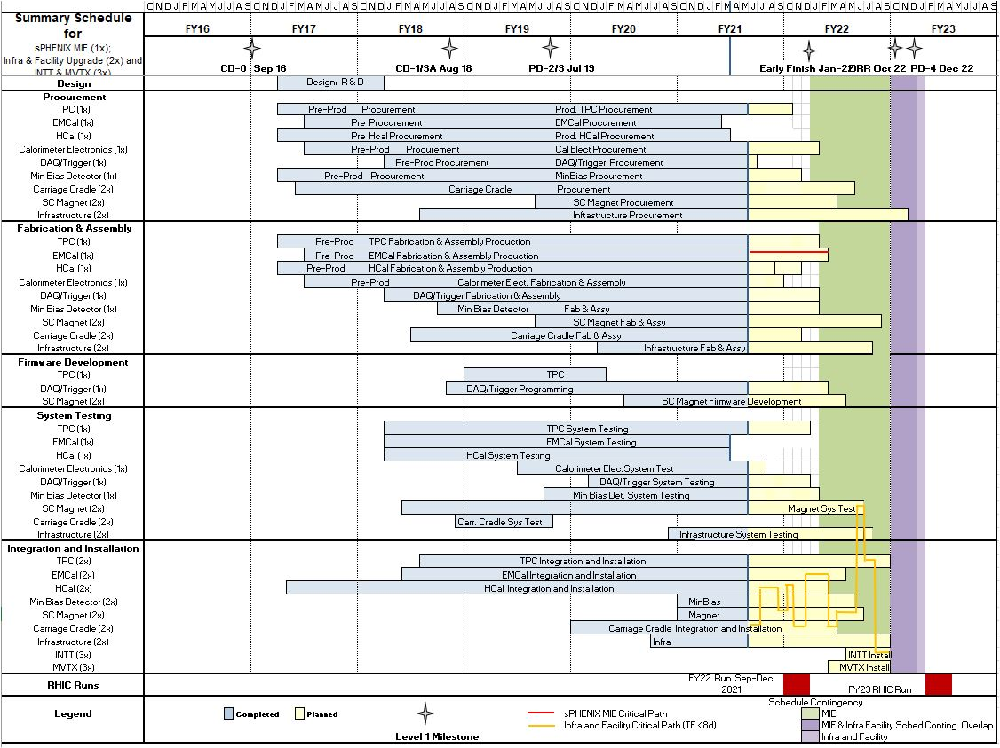 O N D J F M A M J J A S O N D J F M A M J J A S O N D J F M A M J J A S O N D J F M A M J J A S O N D J F M A M J J A S O N D J F M A M J J A S O N D J F M A M J J A S O N D J F M A M J J A S
Summary Schedule for
sPHENIX MIE (1x);
Infra & Facility Upgrade (2x) and
INTT & MVTX (3x)
FY16 FY17 FY18 FY19 FY20 FY21 FY22 FY23
CD-0 Sep 16 CD-1/3A Aug 18 PD-2/3 Jul 19 Early Finish Jan-22 ORR Oct 22 PD-4 Dec 22
Design Design/ R & D
Procurement
TPC (1x) Pre-Prod Procurement Prod. TPC Procurement
EMCal (1x) Pre Procurement EMCal Procurement
HCal (1x) Pre Hcal Procurement Prod. HCal Procurement
Calorimeter Electronics (1x) Pre-Prod Procurement Cal Elect Procurement
DAQ/Trigger (1x) Pre-Prod Procurement DAQ/Trigger Procurement
Min Bias Detector (1x) Pre-Prod Procurement MinBias Procurement
Carriage Cradle (2x) Carriage Cradle Procurement
SC Magnet (2x) SC Magnet Procurement
Infrastructure (2x) Infrastructure Procurement
Fabrication & Assembly
TPC (1x) Pre-Prod TPC Fabrication & Assembly Production
EMCal (1x) Pre-Prod EMCal Fabrication & Assembly Production
HCal (1x) Pre-Prod HCal Fabrication & Assembly Production
Calorimeter Electronics (1x) Pre-Prod Calorimeter Elect. Fabrication & Assembly
DAQ/Trigger (1x) DAQ/Trigger Fabrication & Assembly
Min Bias Detector (1x) Min Bias Detector Fab & Assy
SC Magnet (2x) SC Magnet Fab & Assy
Carriage Cradle (2x) Carriage Cradle Fab & Assy
Infrastructure (2x) Infrastructure Fab & Assy
Firmware Development
TPC (1x) TPC
DAQ/Trigger (1x) DAQ/Trigger Programming
SC Magnet (2x) SC Magnet Firmware Development
System Testing
TPC (1x) TPC System Testing
EMCal (1x) EMCal System Testing
HCal (1x) HCal System Testing
Calorimeter Electronics (1x) Calorimeter Elec.System Test
DAQ/Trigger (1x) DAQ/Trigger System Testing
Min Bias Detector (1x) Min Bias Det. System Testing
SC Magnet (2x) Magnet Sys Test
Carriage Cradle (2x) Carr. Cradle Sys Test
Infrastructure (2x) Infrastructure System Testing
Integration and Installation
TPC (2x) TPC Integration and Installation
EMCal (2x) EMCal Integration and Installation
HCal (2x) HCal Integration and Installation
Min Bias Detector (2x) MinBias
SC Magnet (2x) Magnet
Carriage Cradle (2x) Carriage Cradle Integration and Installation
Infrastructure (2x) Infra
INTT (3x) INTT Install
MVTX (3x) MVTX Install
RHIC Runs FY22 Run Sep-Dec 2021 FY23 RHIC Run
Legend Completed Planned
Level 1 Milestone
sPHENIX MIE Critical Path
Infra and Facility Critical Path (TF <8d)
Schedule Contingency
MIE
MIE & Infra Facility Sched Conting. Overlap
Infra and Facility